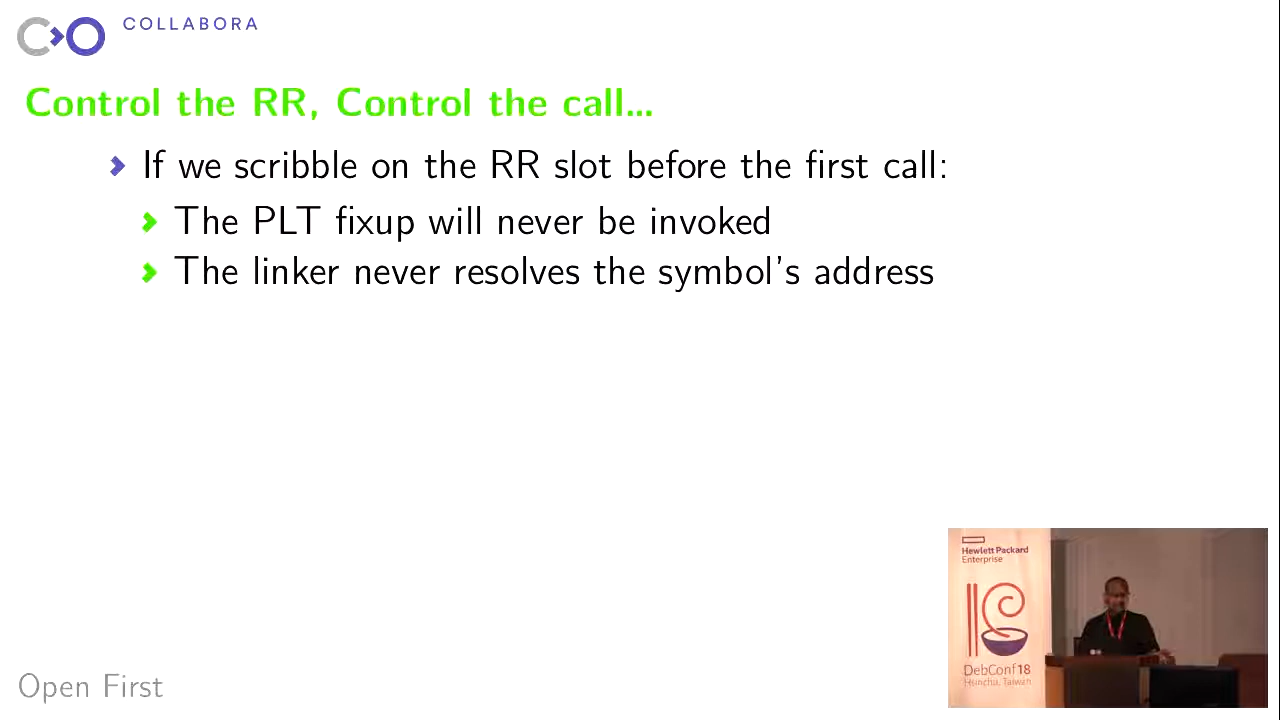 COLLABORA
Control the RR, Control the call...
If we scribble on the RR slot before the first call:
The PLT fixup will never be invoked
The linker never resolves the symbol's address
Hewlett Packard
Enterprise
DebConf18
Hsinchu, Taiwan
Open First